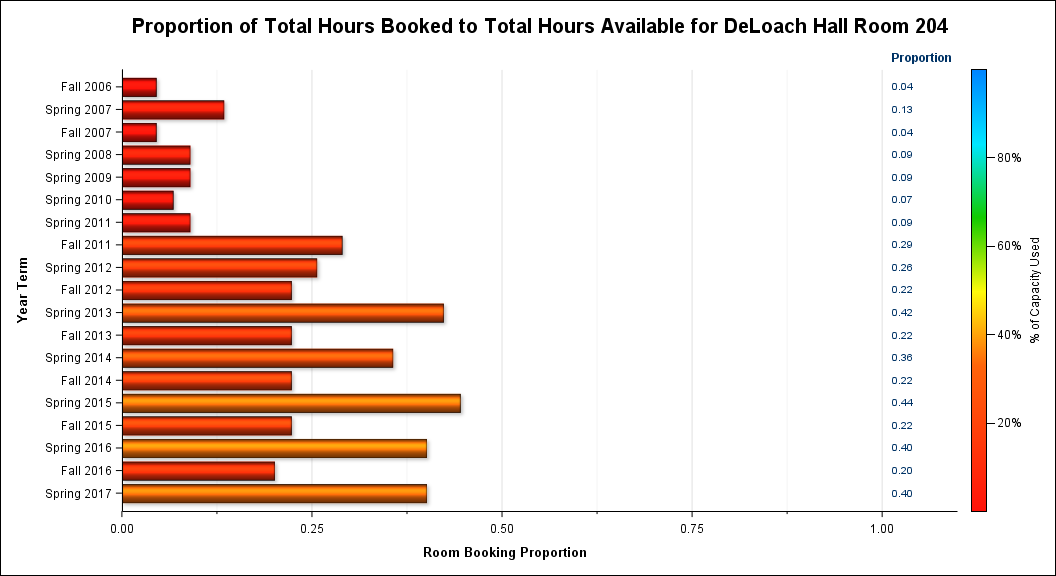 Proportion of Total Hours Booked to Total Hours Available for DeLoach Hall Room 204
Proportion
Fall 2006 0.04
Spring 2007 0.13
Fall 2007 0.04
Spring 2008 0.09
Spring 2009 0.09
Spring 2010 0.07
Spring 2011 0.09
Fall 2011 0.29
Spring 2012 0.26
Fall 2012 0.22
Spring 2013 0.42
Fall 2013 0.22
Spring 2014 0.36
Fall 2014 0.22
Spring 2015 0.44
Fall 2015 0.22
Spring 2016 0.40
Fall 2016 0.20
Spring 2017 0.40
Year Term
0.00 0.25 0.50 0.75 1.00
Room Booking Proportion
80%
60%
40%
20%
% of Capacity Used